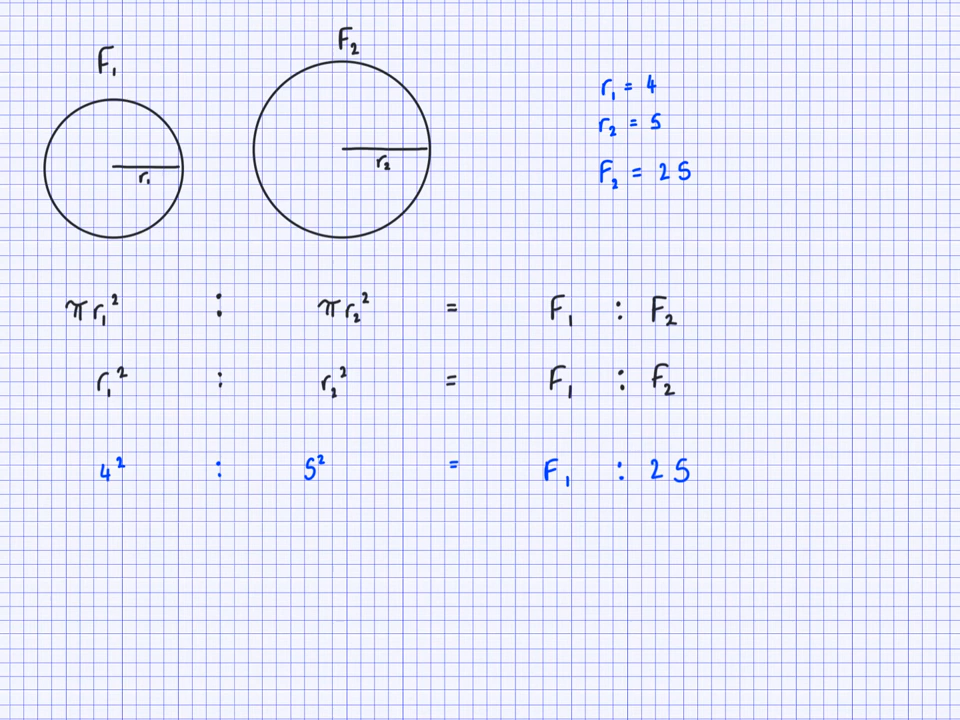 F₁
F₂
r₁
r₂
r₁ = 4
r₂ = 5
F₂ = 25
πr₁² : πr₂² = F₁ : F₂
r₁² : r₂² = F₁ : F₂
4² : 5² = F₁ : 25